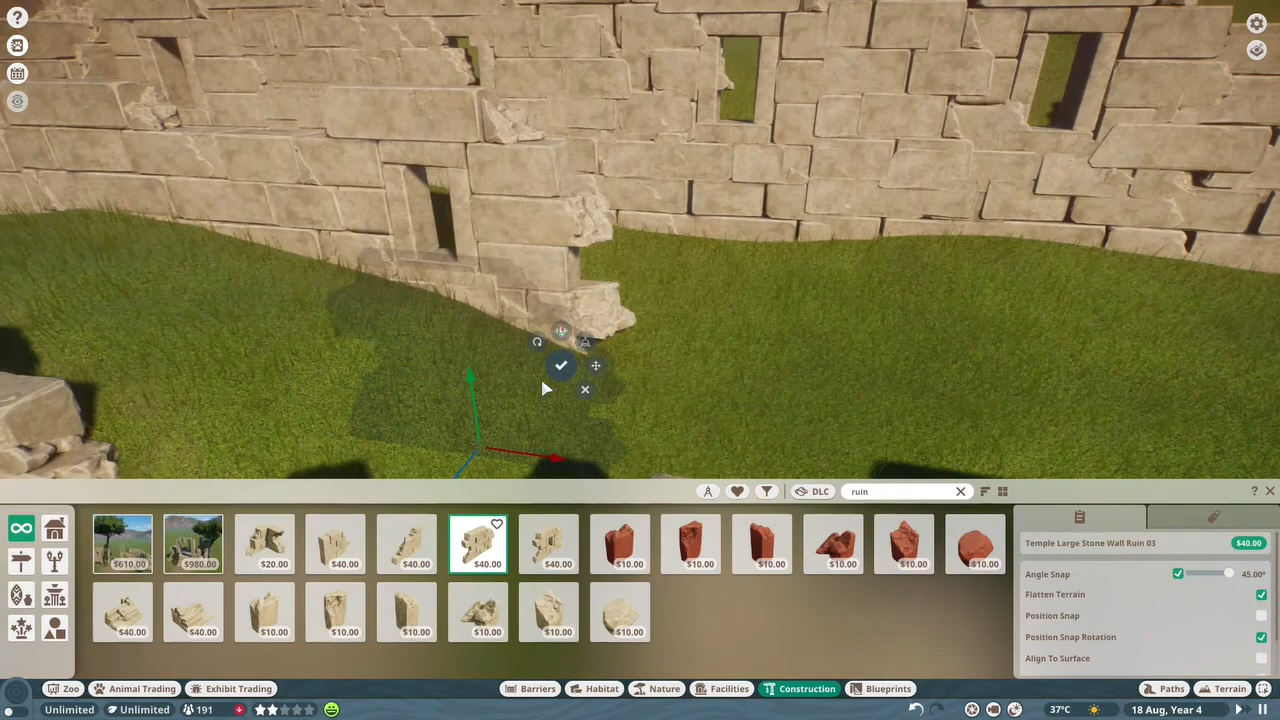 ?
DLC
ruin
?
$610.00
$980.00
$20.00
$40.00
$40.00
$40.00
$40.00
$10.00
$10.00
$10.00
$10.00
$10.00
$10.00
$40.00
$40.00
$10.00
$10.00
$10.00
$10.00
$10.00
$10.00
Temple Large Stone Wall Ruin 03
$40.00
Angle Snap
45.00°
Flatten Terrain
Position Snap
Position Snap Rotation
Align To Surface
Zoo
Animal Trading
Exhibit Trading
Barriers
Habitat
Nature
Facilities
Construction
Blueprints
Paths
Terrain
Unlimited
Unlimited
191
37°C
18 Aug, Year 4